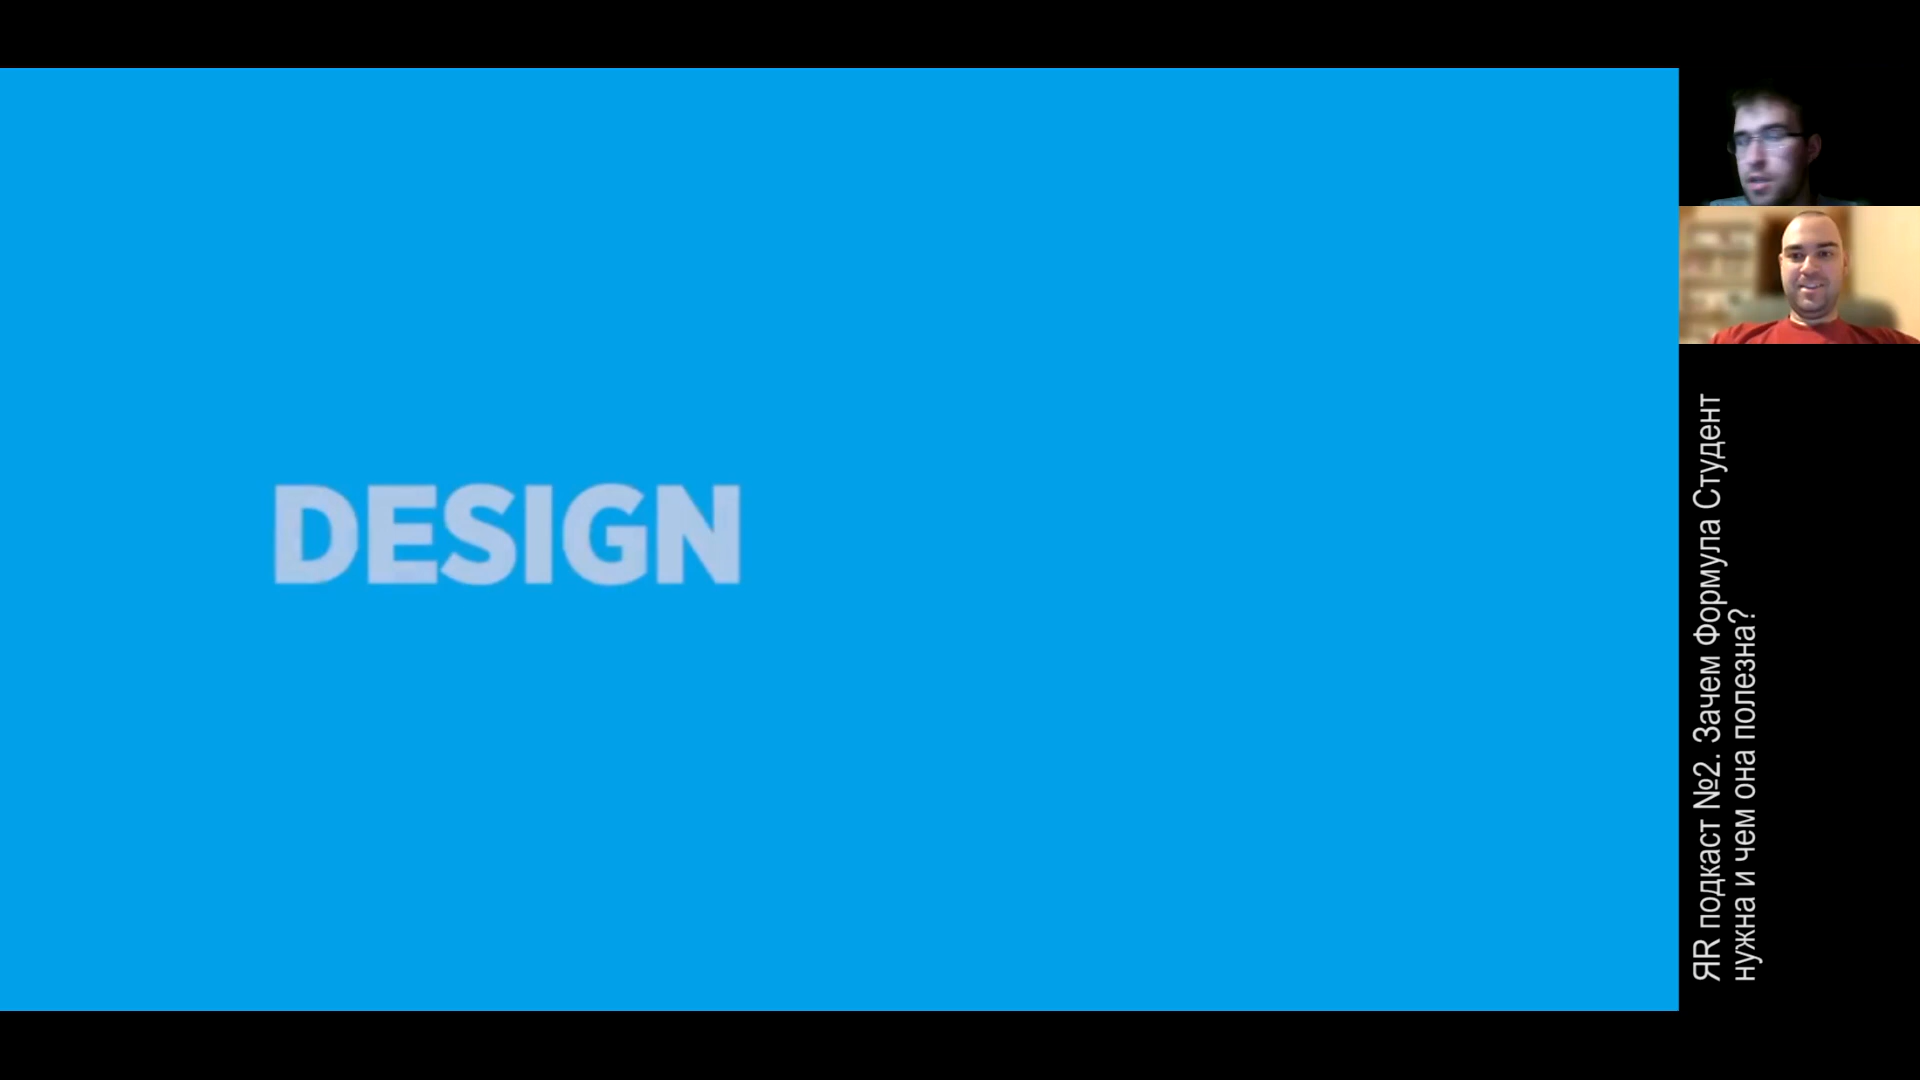 DESIGN
ЯR подкаст №2. Зачем Формула Студент
нужна и чем она полезна?